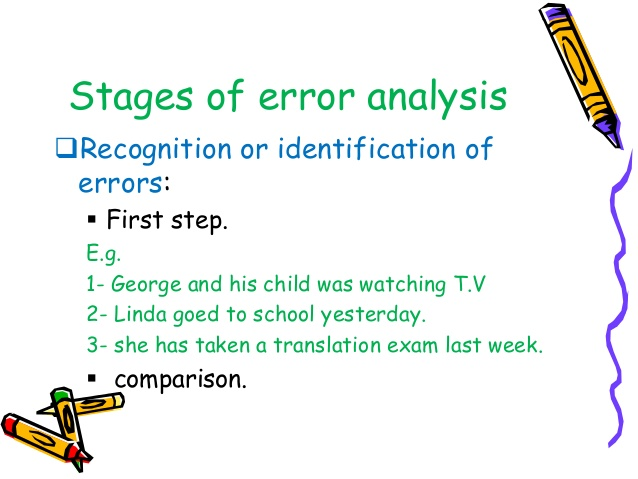 Stages of error analysis
❑Recognition or identification of
errors:
▪ First step.
E.g.
1- George and his child was watching T.V
2- Linda goed to school yesterday.
3- she has taken a translation exam last week.
▪ comparison.